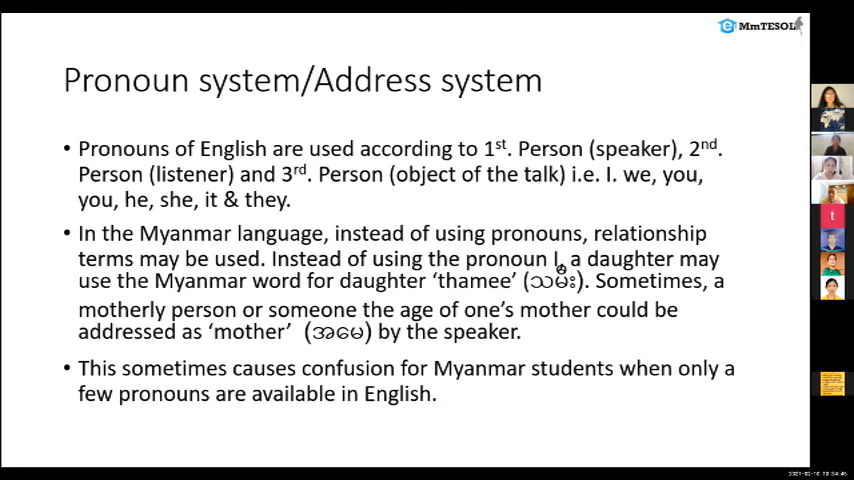 MmTESOL
Pronoun system/Address system
• Pronouns of English are used according to 1st. Person (speaker), 2nd.
Person (listener) and 3rd. Person (object of the talk) i.e. I. we, you,
you, he, she, it & they.
• In the Myanmar language, instead of using pronouns, relationship
terms may be used. Instead of using the pronoun I, a daughter may
use the Myanmar word for daughter ‘thamee’ (သမီး). Sometimes, a
motherly person or someone the age of one’s mother could be
addressed as ‘mother’ (အမေ) by the speaker.
• This sometimes causes confusion for Myanmar students when only a
few pronouns are available in English.
t